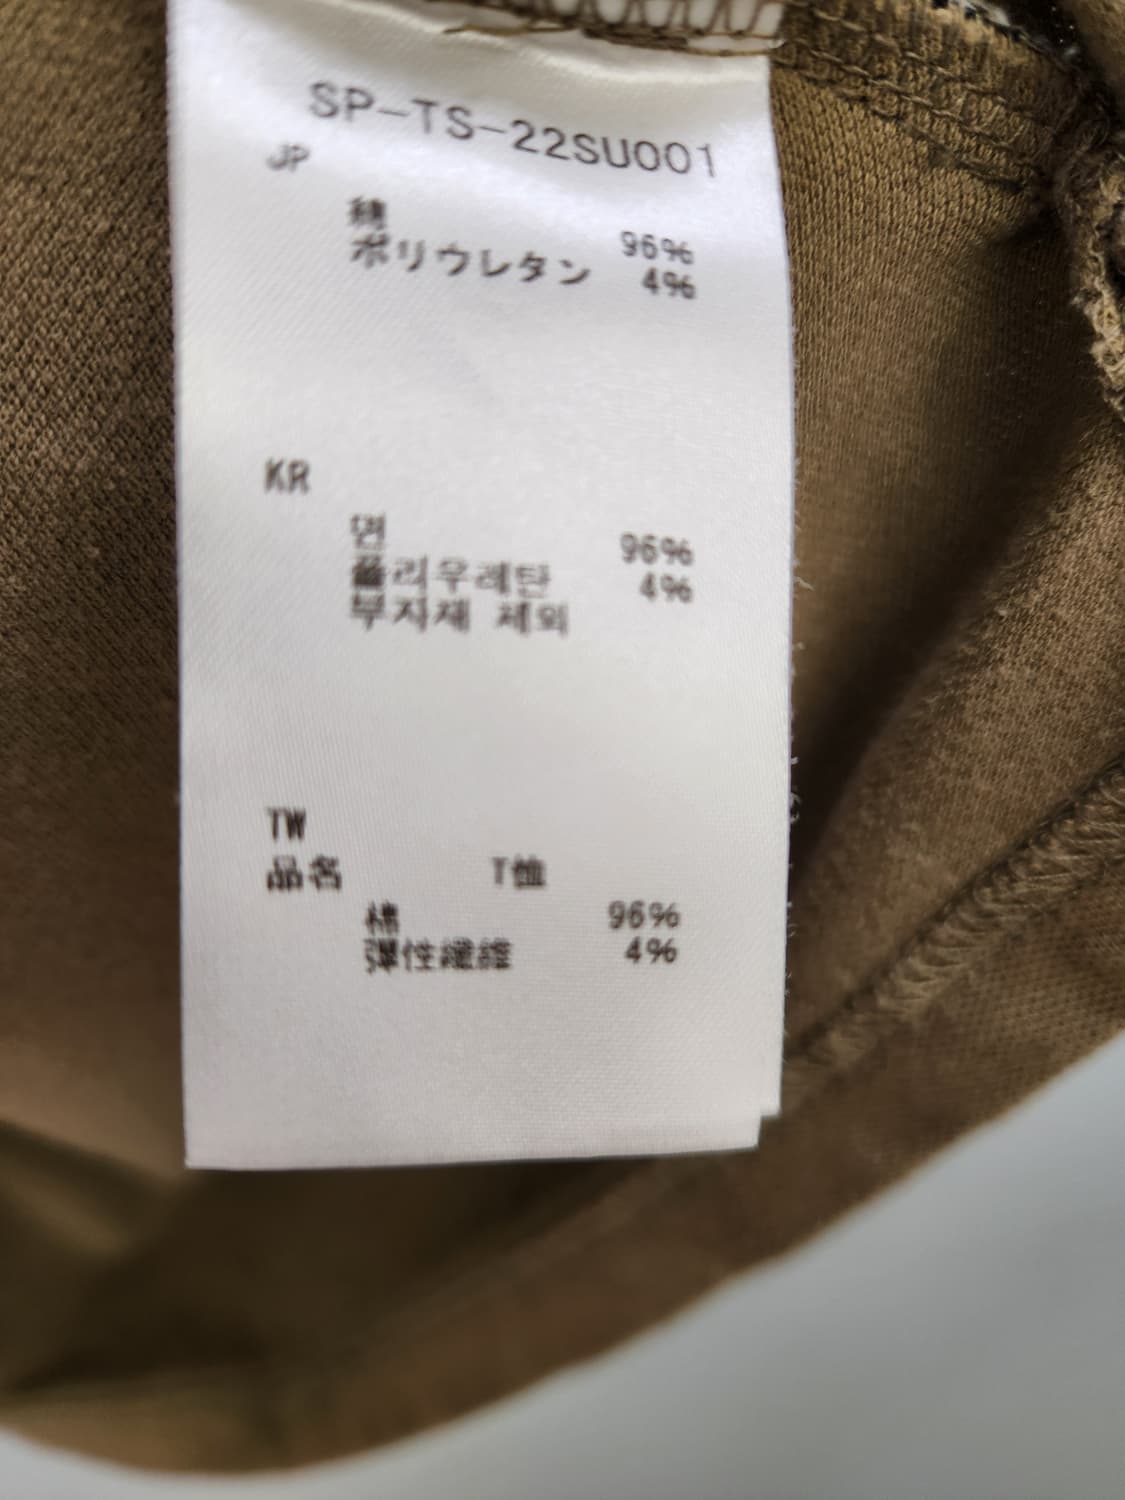 SP-TS-22SU001
JP
綿 96%
ポリウレタン 4%
KR
면 96%
폴리우레탄 4%
부자재 제외
TW
品名 T恤
棉 96%
彈性纖維 4%